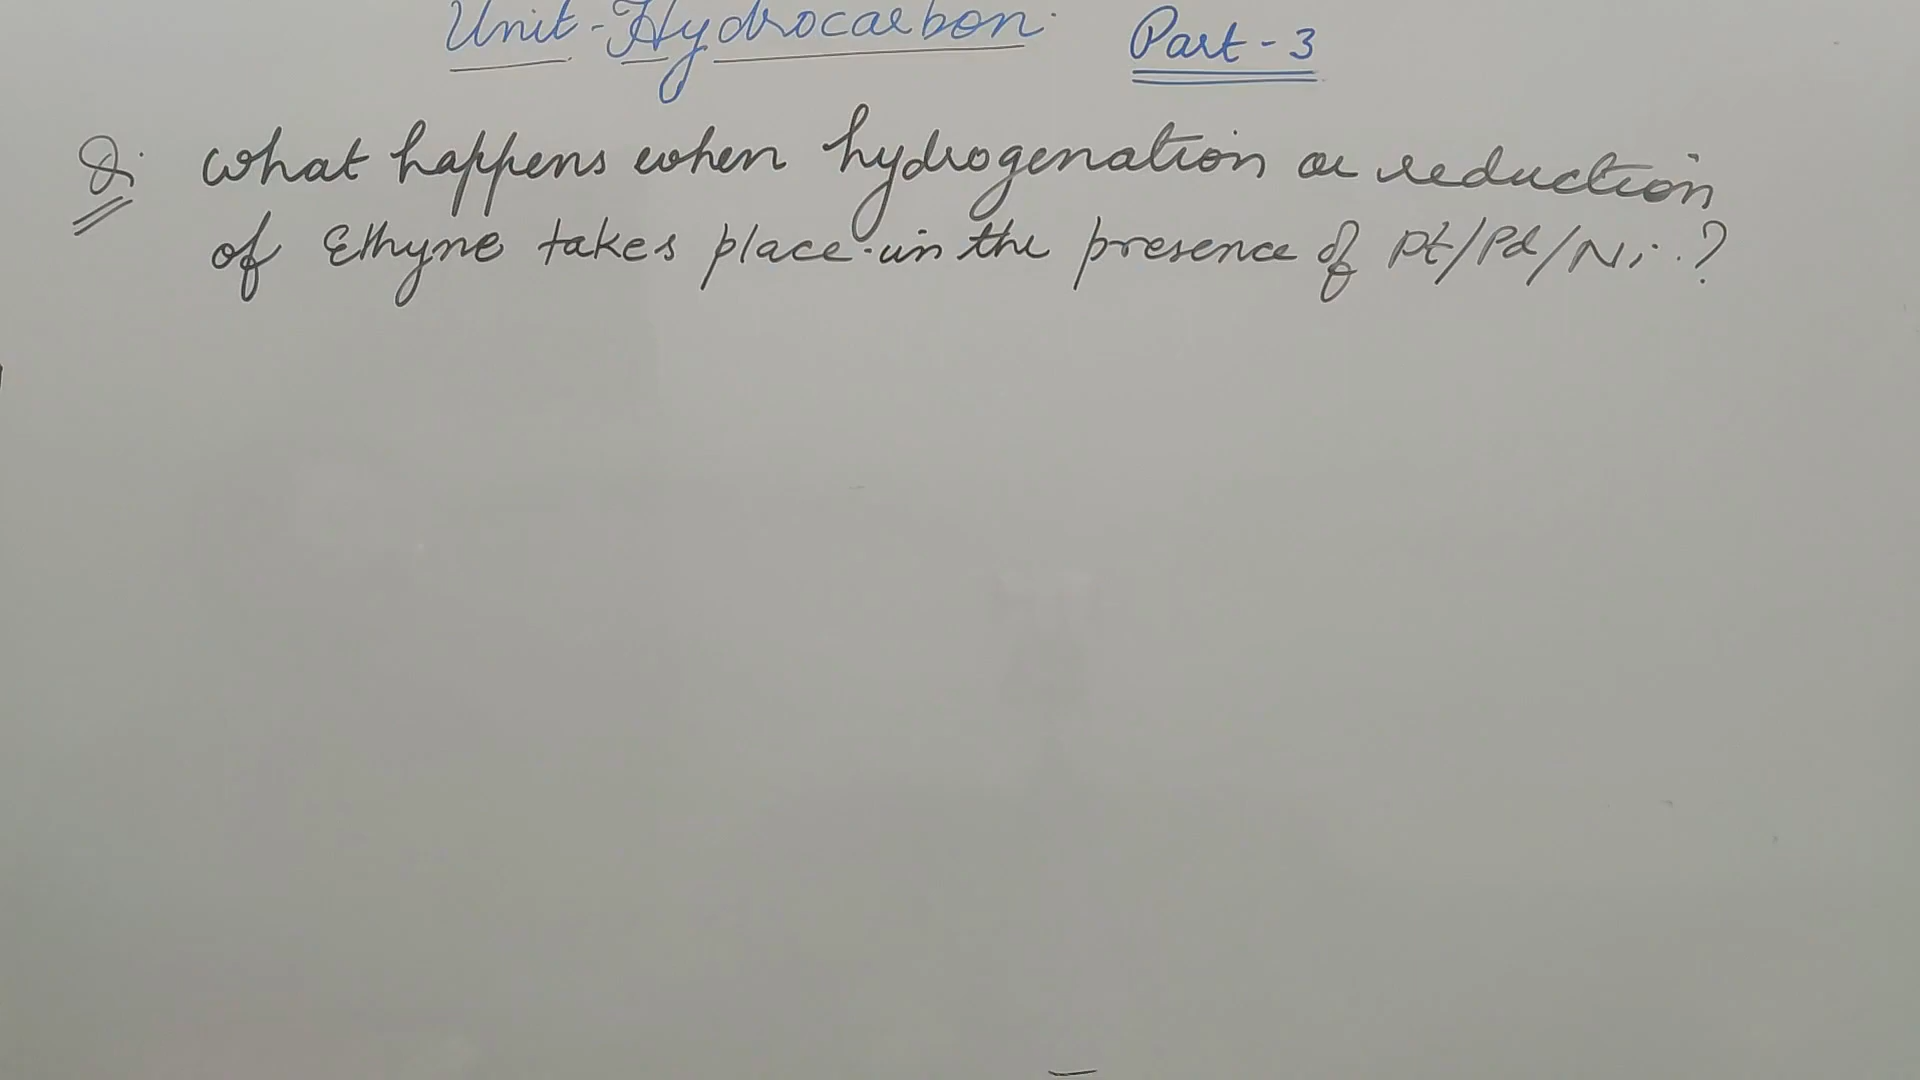 Unit-Hydrocarbon. Part-3
Q. What happens when hydrogenation or reduction
of Ethyne takes place in the presence of Pt/Pd/Ni.?